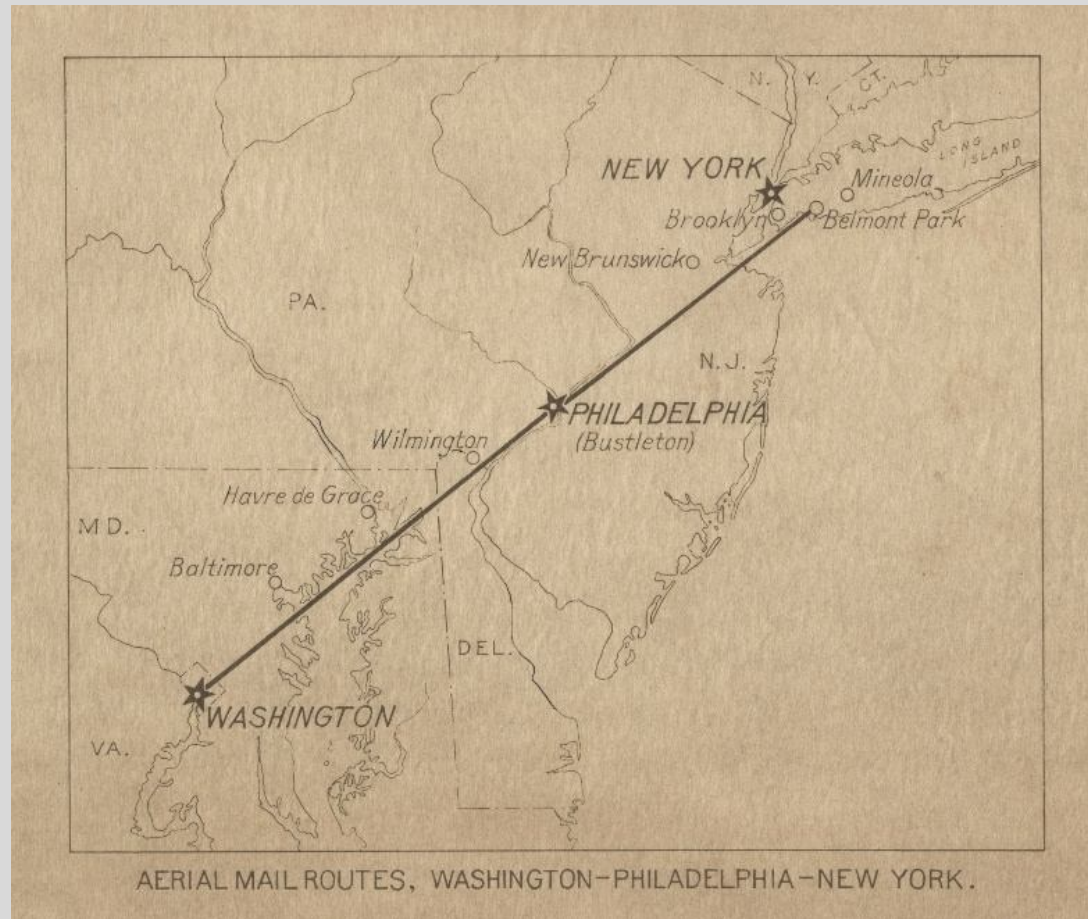 N. Y.
CT.
LONG
ISLAND
NEW YORK
Mineola
Brooklyn
Belmont Park
New Brunswick
PA.
N.J.
PHILADELPHIA
(Bustleton)
Wilmington
Havre de Grace
MD.
Baltimore
DEL.
WASHINGTON
VA.
AERIAL MAIL ROUTES, WASHINGTON-PHILADELPHIA-NEW YORK.